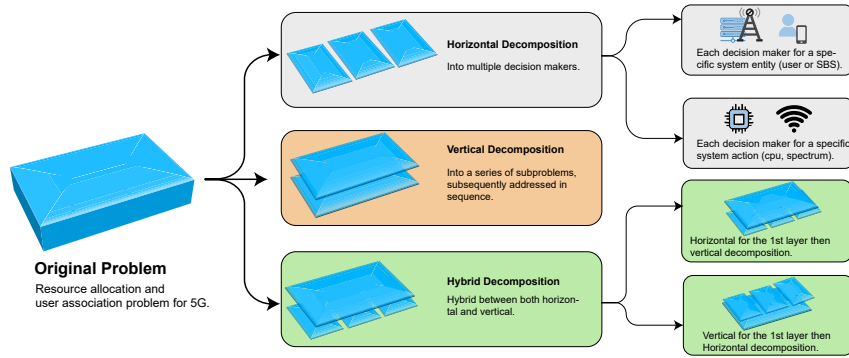 Original Problem
Resource allocation and
user association problem for 5G.
Horizontal Decomposition
Into multiple decision makers.
Vertical Decomposition
Into a series of subproblems,
subsequently addressed in
sequence.
Hybrid Decomposition
Hybrid between both horizon-
tal and vertical.
Each decision maker for a spe-
cific system entity (user or SBS).
Each decision maker for a specific
system action (cpu, spectrum).
Horizontal for the 1st layer then
vertical decomposition.
Vertical for the 1st layer then
Horizontal decomposition.